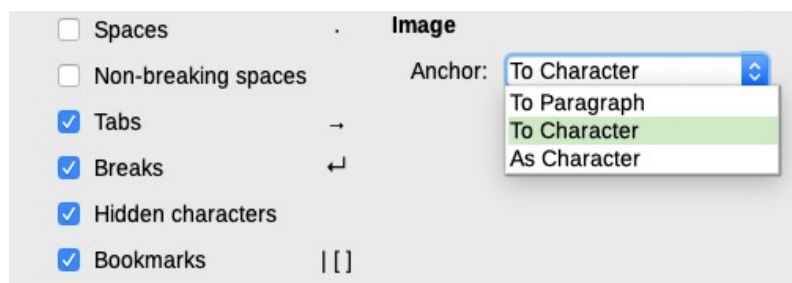 Spaces ·
Non-breaking spaces
Tabs →
Breaks ↵
Hidden characters
Bookmarks |[]
Image
Anchor: To Character
To Paragraph
To Character
As Character